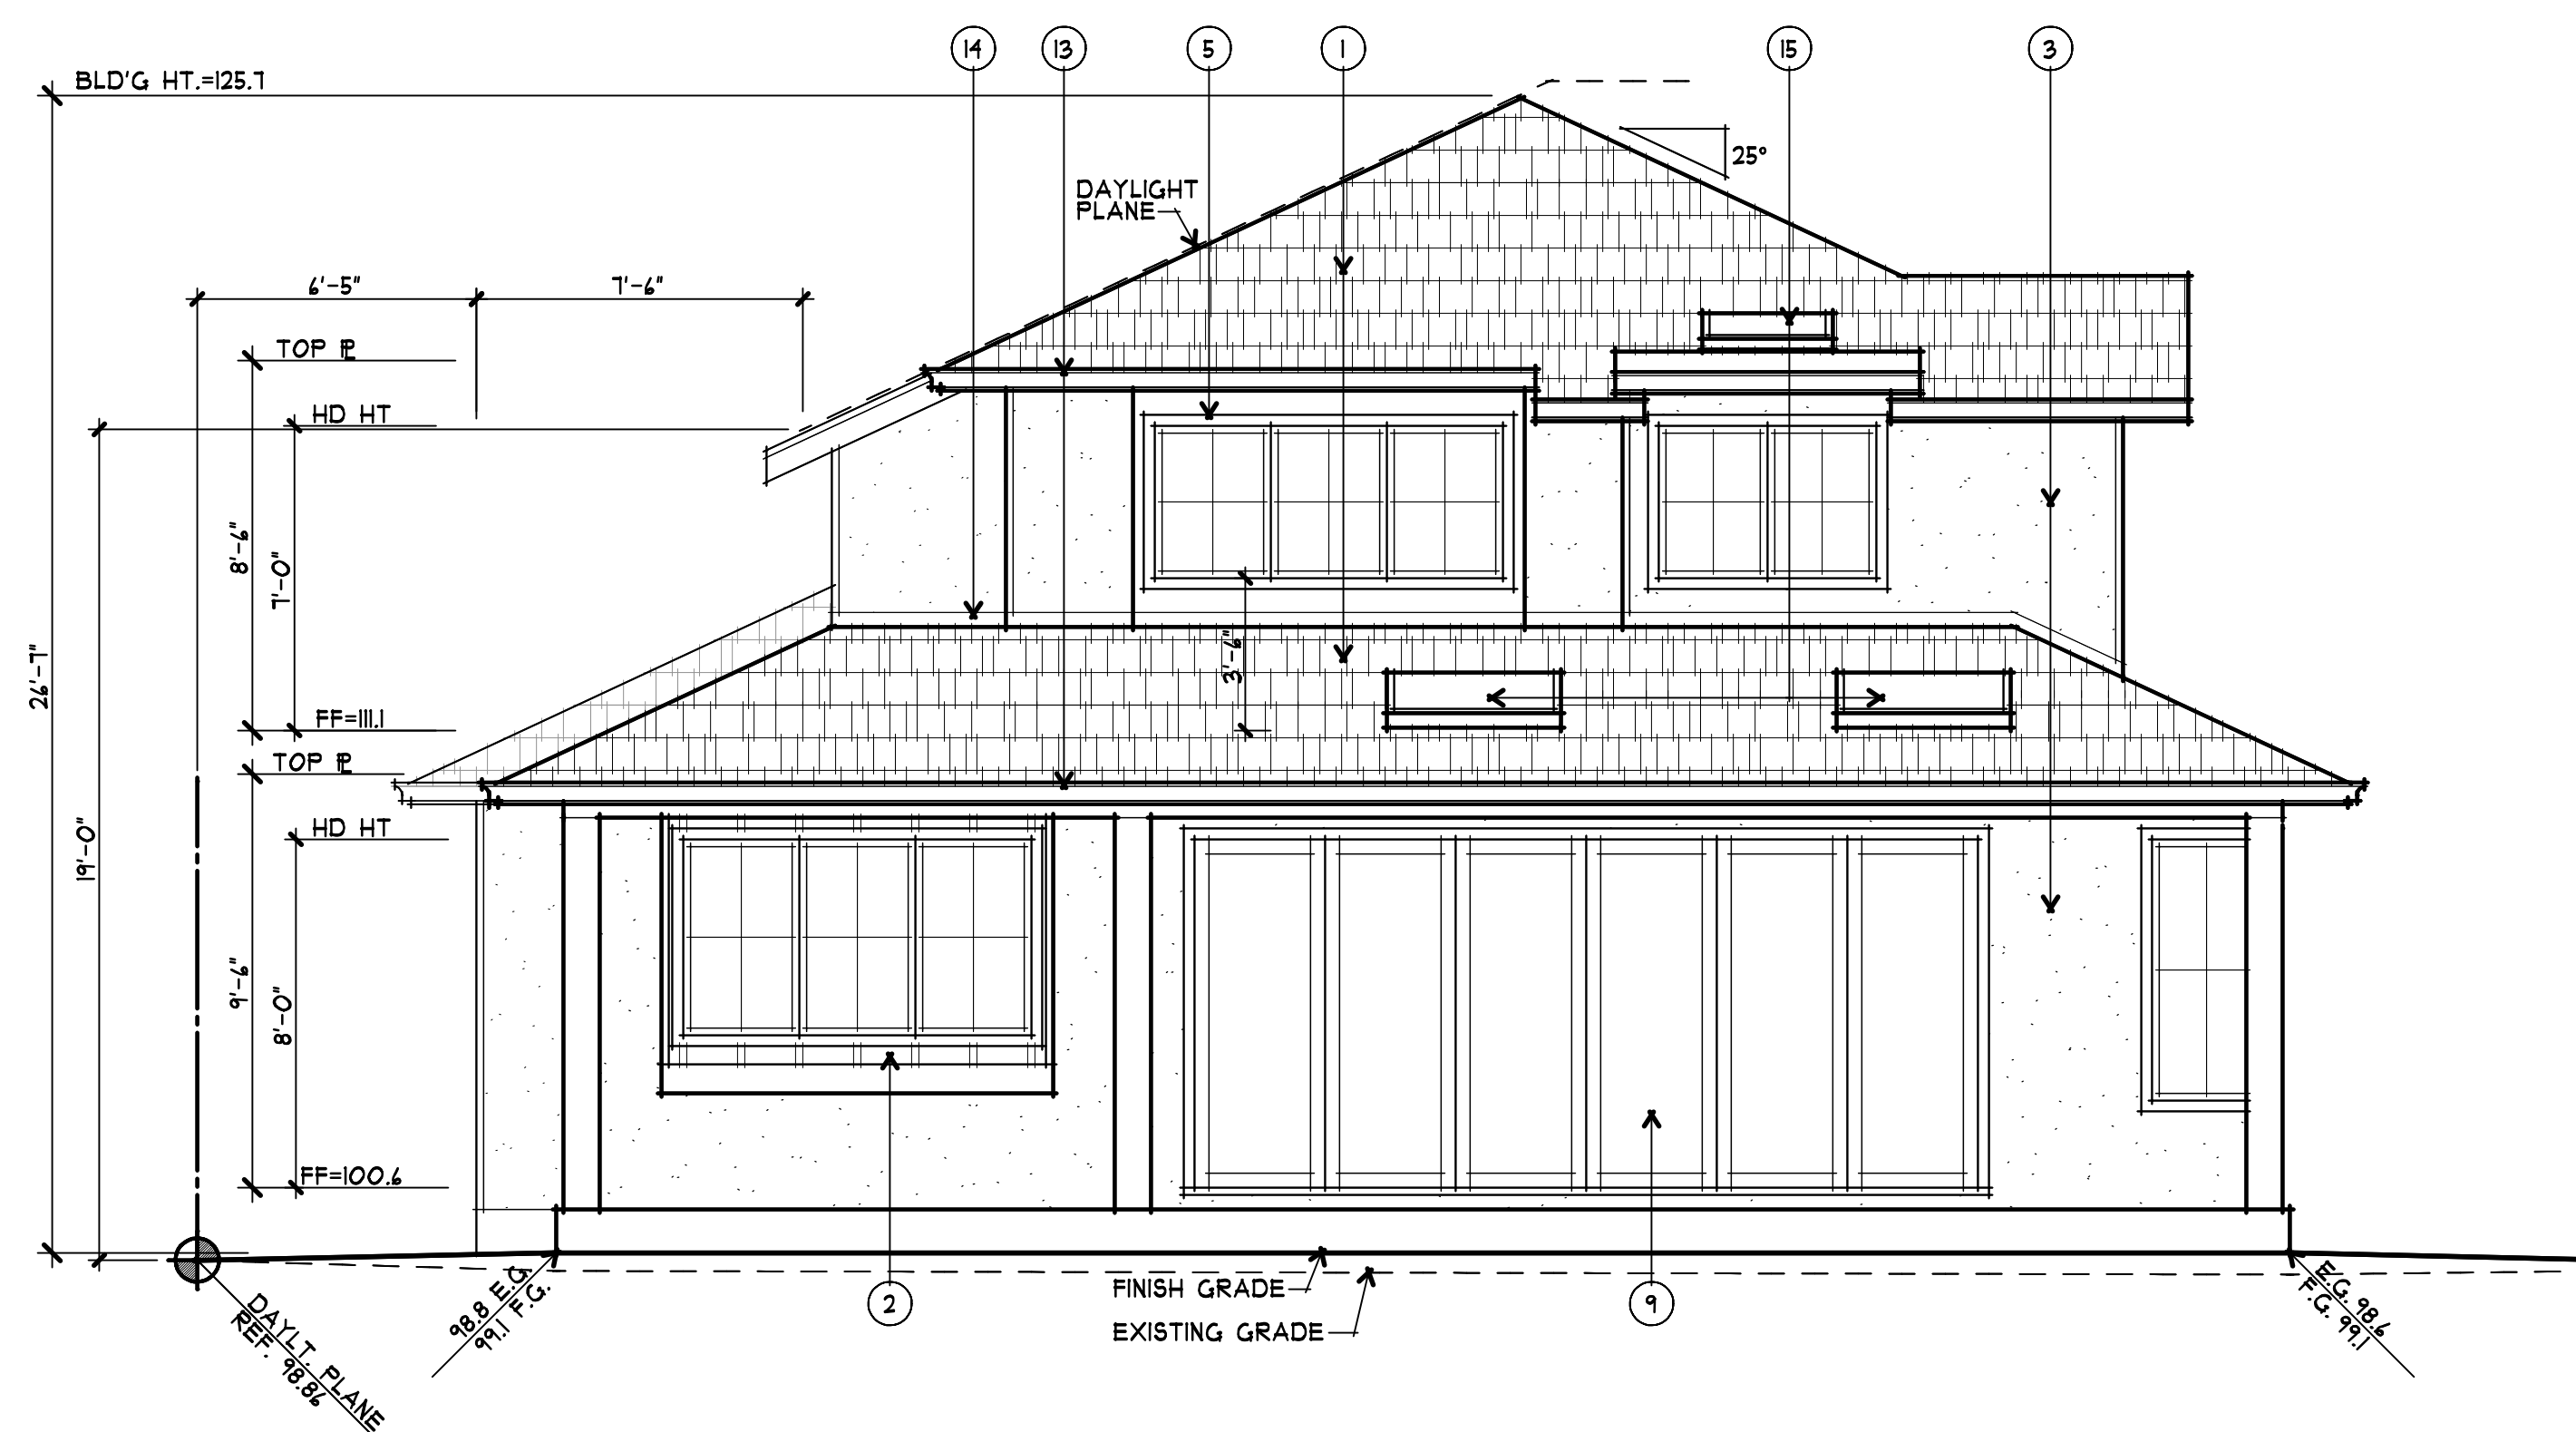 14
13
5
1
15
3
BLD'G HT.=125.7
25°
DAYLIGHT
PLANE
6'-5"
7'-6"
TOP PL
HD HT
8'-6"
7'-0"
26'-7"
3'-6"
FF=111.1
TOP PL
HD HT
19'-0"
9'-6"
8'-0"
FF=100.6
98.8 E.G.
99.1 F.G.
2
FINISH GRADE
EXISTING GRADE
9
E.G. 98.6
F.G. 99.1
DAYLT. PLANE
REF. 98.86